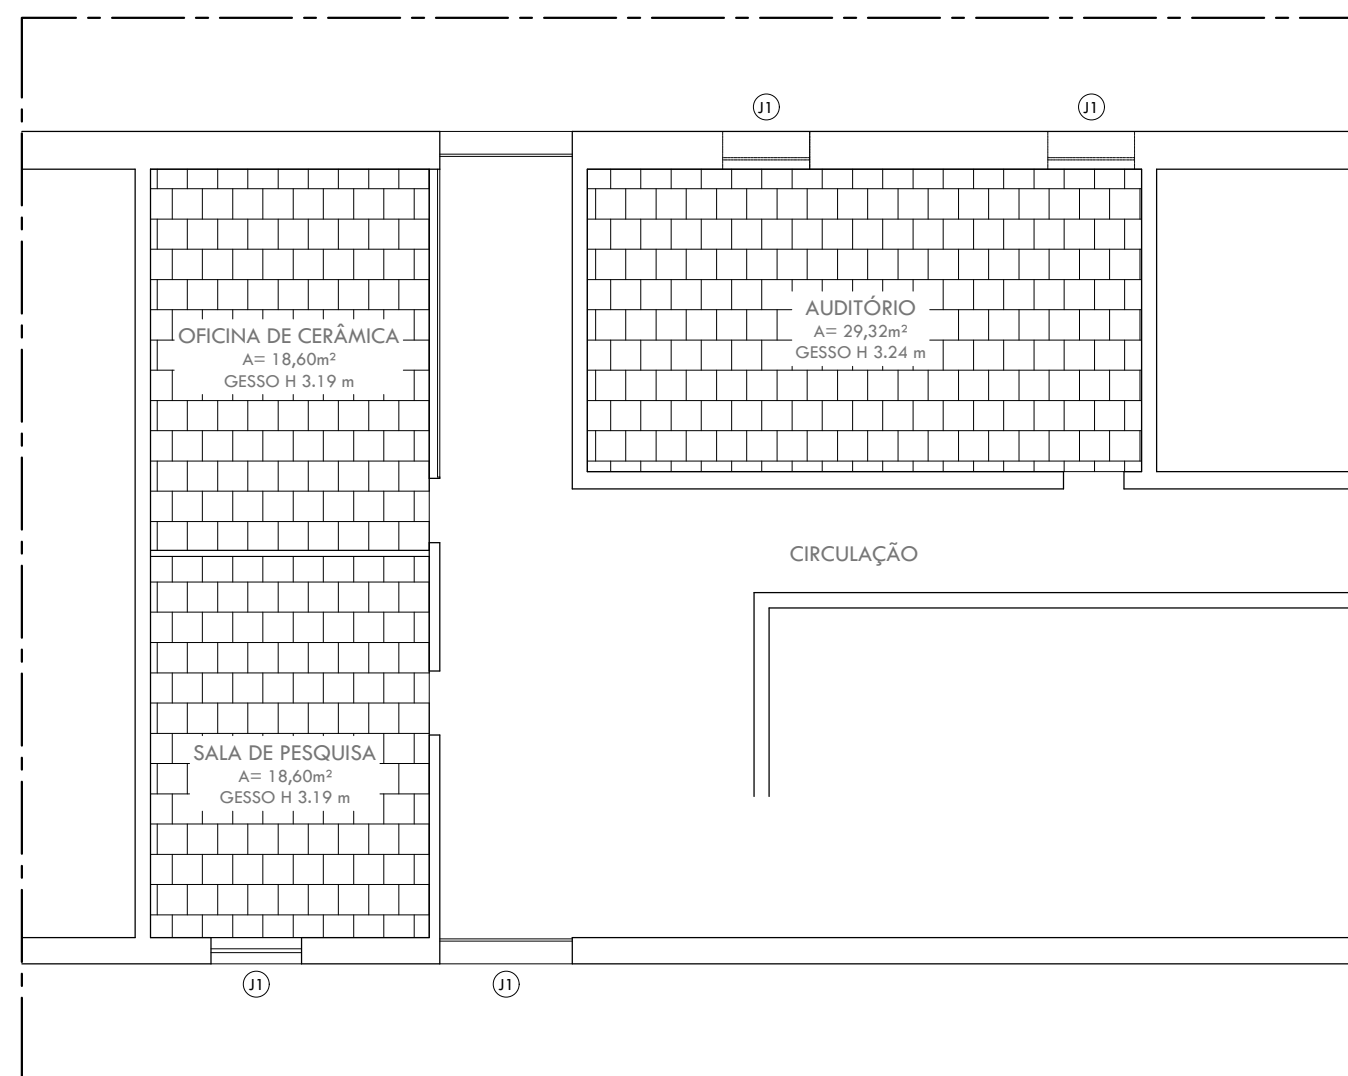 J1
J1
AUDITÓRIO
A= 29,32m²
GESSO H 3.24 m
OFICINA DE CERÂMICA
A= 18,60m²
GESSO H 3.19 m
CIRCULAÇÃO
SALA DE PESQUISA
A= 18,60m²
GESSO H 3.19 m
J1
J1